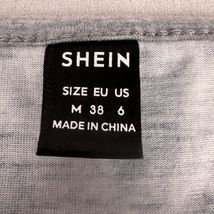 SHEIN
SIZE EU US
M 38 6
MADE IN CHINA